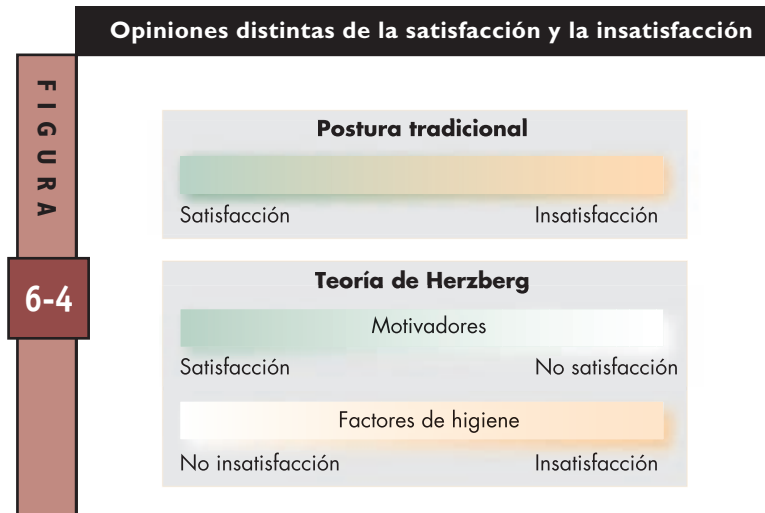 Opiniones distintas de la satisfacción y la insatisfacción
FIGURA
6-4
Postura tradicional
Satisfacción Insatisfacción
Teoría de Herzberg
Motivadores
Satisfacción No satisfacción
Factores de higiene
No insatisfacción Insatisfacción